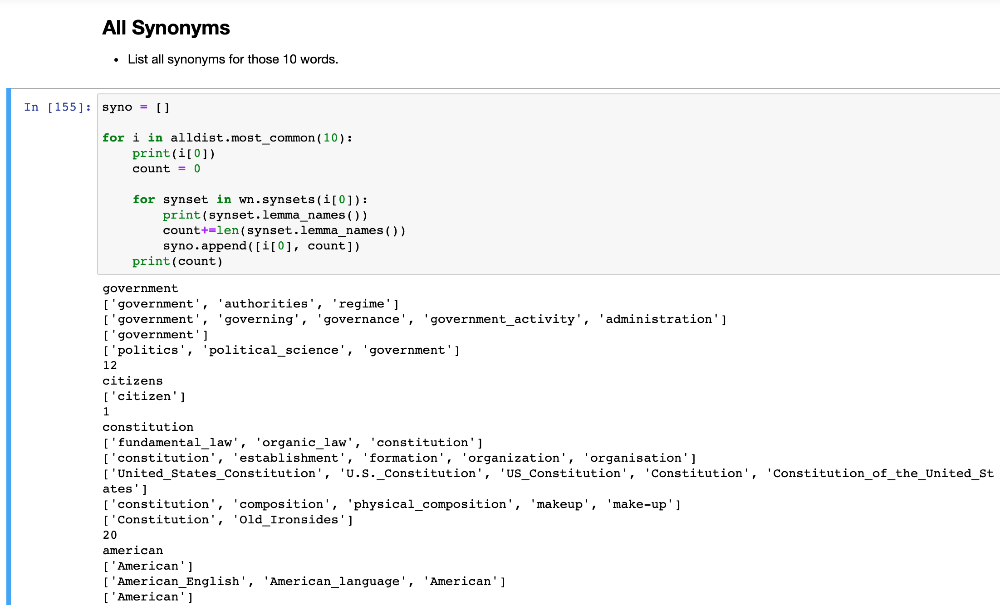 All Synonyms
• List all synonyms for those 10 words.
In [155]:
syno = []
for i in alldist.most_common(10):
    print(i[0])
    count = 0
    for synset in wn.synsets(i[0]):
        print(synset.lemma_names())
        count+=len(synset.lemma_names())
        syno.append([i[0], count])
    print(count)
government
['government', 'authorities', 'regime']
['government', 'governing', 'governance', 'government_activity', 'administration']
['government']
['politics', 'political_science', 'government']
12
citizens
['citizen']
1
constitution
['fundamental_law', 'organic_law', 'constitution']
['constitution', 'establishment', 'formation', 'organization', 'organisation']
['United_States_Constitution', 'U.S._Constitution', 'US_Constitution', 'Constitution', 'Constitution_of_the_United_St
ates']
['constitution', 'composition', 'physical_composition', 'makeup', 'make-up']
['Constitution', 'Old_Ironsides']
20
american
['American']
['American_English', 'American_language', 'American']
['American']